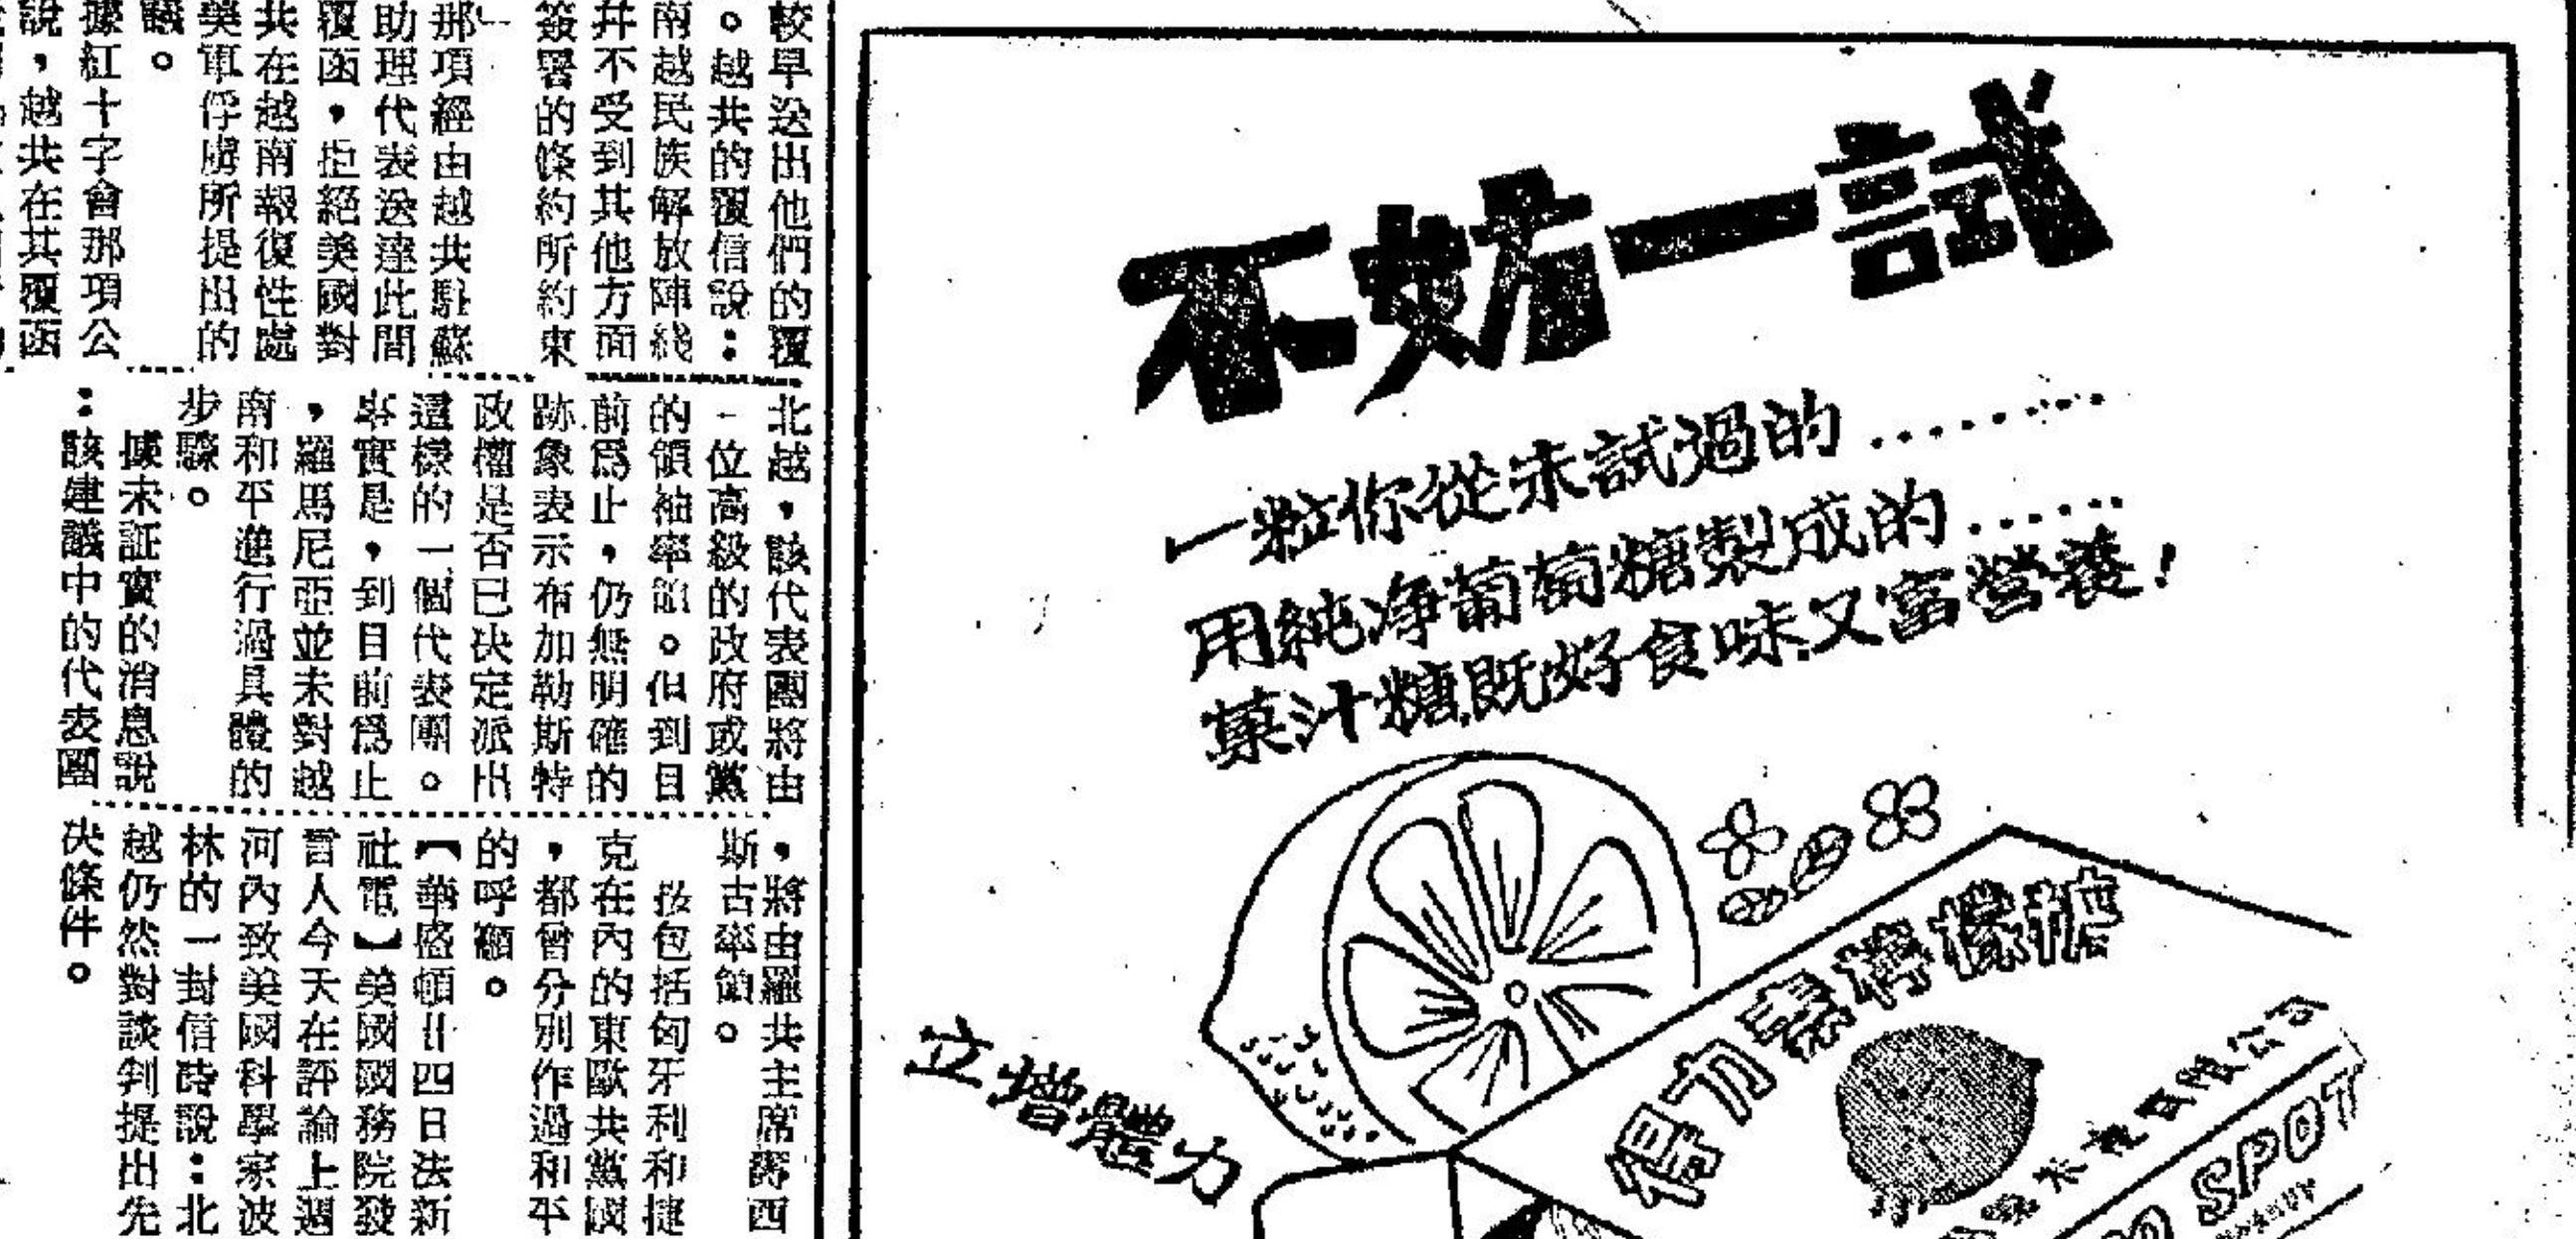 較早送出他們的覆
。越共的覆信說：
南越民族解放陣綫
幷不受到其他方面
簽署的條約所約束
那項經由越共駐蘇
助理代表送達此間
覆函，拒絕美國對
共在越南報復性處
美軍俘虜所提出的
議。
據紅十字會那項公
說，越共在其覆函
北越，該代表團將由
一位高級的政府或黨
的領袖率領。但到目
前爲止，仍無明確的
跡象表示布加勒斯特
政權是否已决定派出
這樣的一個代表團。
事實是，到目前爲止
，羅馬尼亞並未對越
南和平進行過具體的
步驟。
據未証實的消息說
：該建議中的代表團
，將由羅共主席壽西
斯古率領。
按包括匈牙利和捷
克在內的東歐共黨國
，都曾分別作過和平
的呼籲。
【華盛頓廿四日法新
社電】美國國務院發
言人今天在評論上週
河內致美國科學家波
林的一封信時說：北
越仍然對談判提出先
决條件。
不妨一試
一粒你從未試過的………
用純净葡萄糖製成的……
菓汁糖既好食味又富營養！
立增體力
得力素檸檬糖
有限公司
SPOT